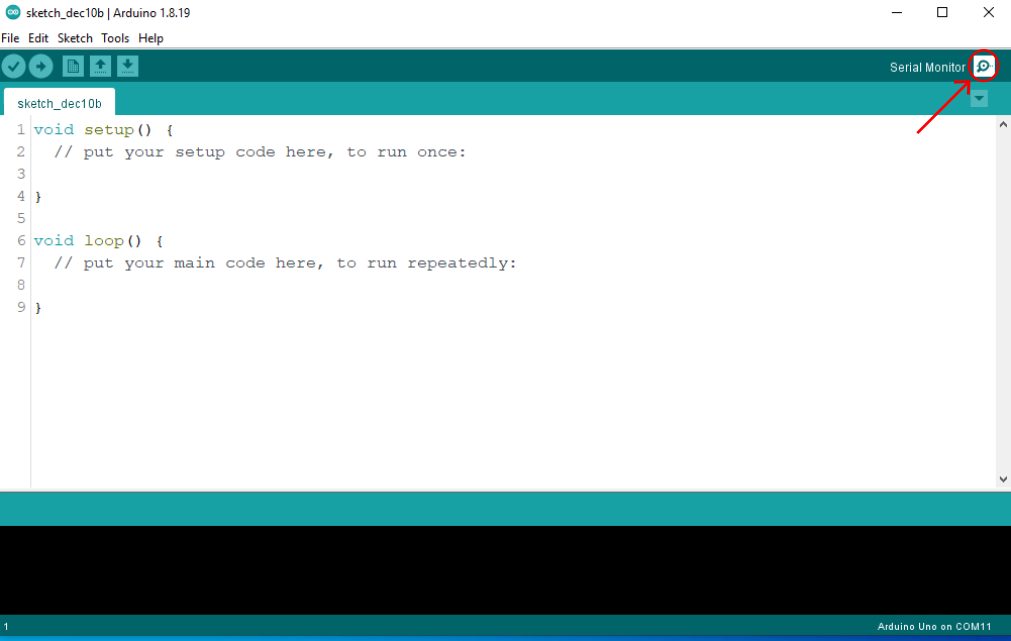 sketch_dec10b | Arduino 1.8.19
File Edit Sketch Tools Help
Serial Monitor
sketch_dec10b
1 void setup() {
2   // put your setup code here, to run once:
3
4 }
5
6 void loop() {
7   // put your main code here, to run repeatedly:
8
9 }
1
Arduino Uno on COM11